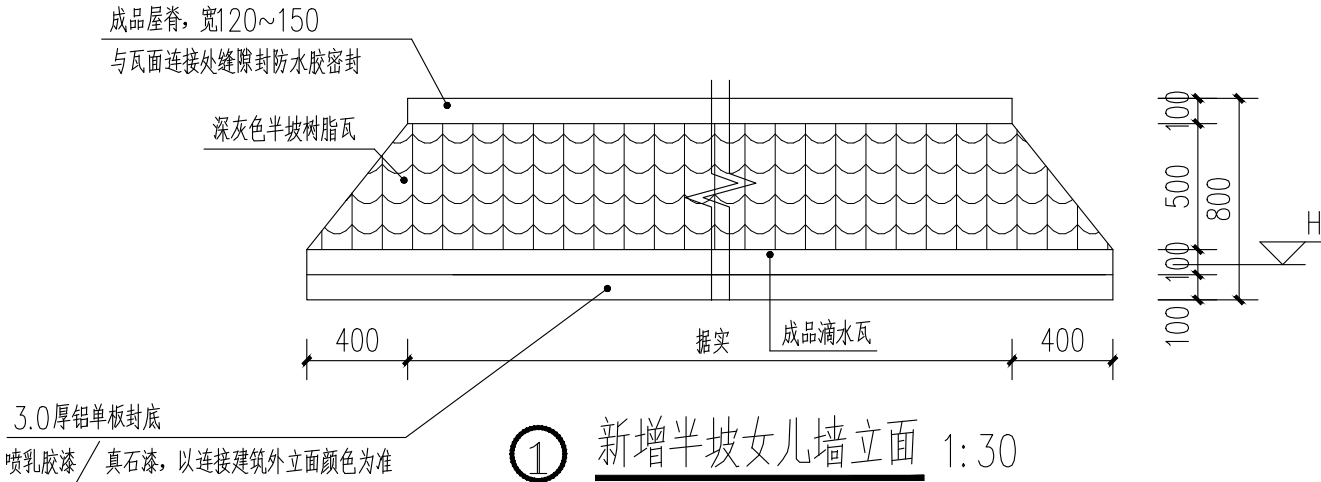 成品屋脊，宽120~150
与瓦面连接处缝隙封防水胶密封
深灰色半坡树脂瓦
100
500
800
100
100
H
400
据实
成品滴水瓦
400
3.0厚铝单板封底
喷乳胶漆/真石漆，以连接建筑外立面颜色为准
1 新增半坡女儿墙立面 1:30